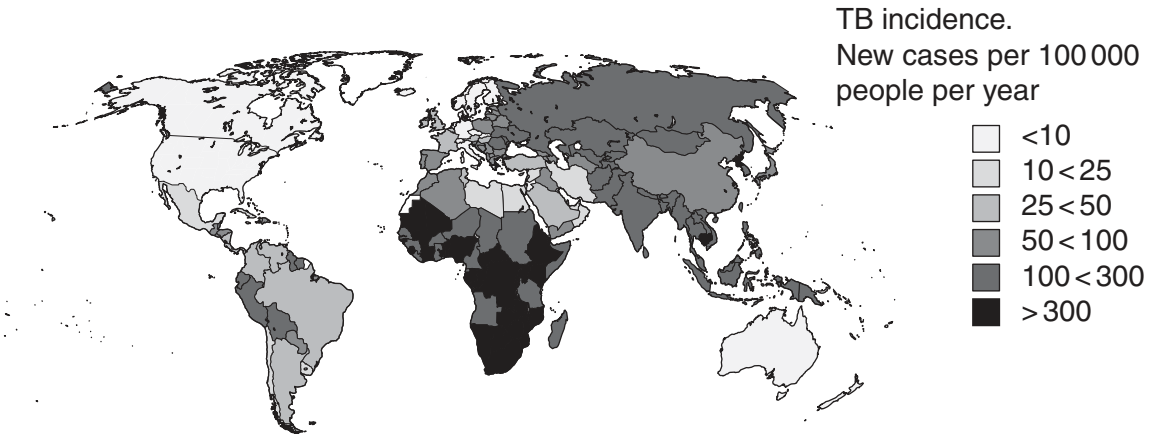 TB incidence.
New cases per 100 000
people per year
<10
10 < 25
25 < 50
50 < 100
100 < 300
> 300